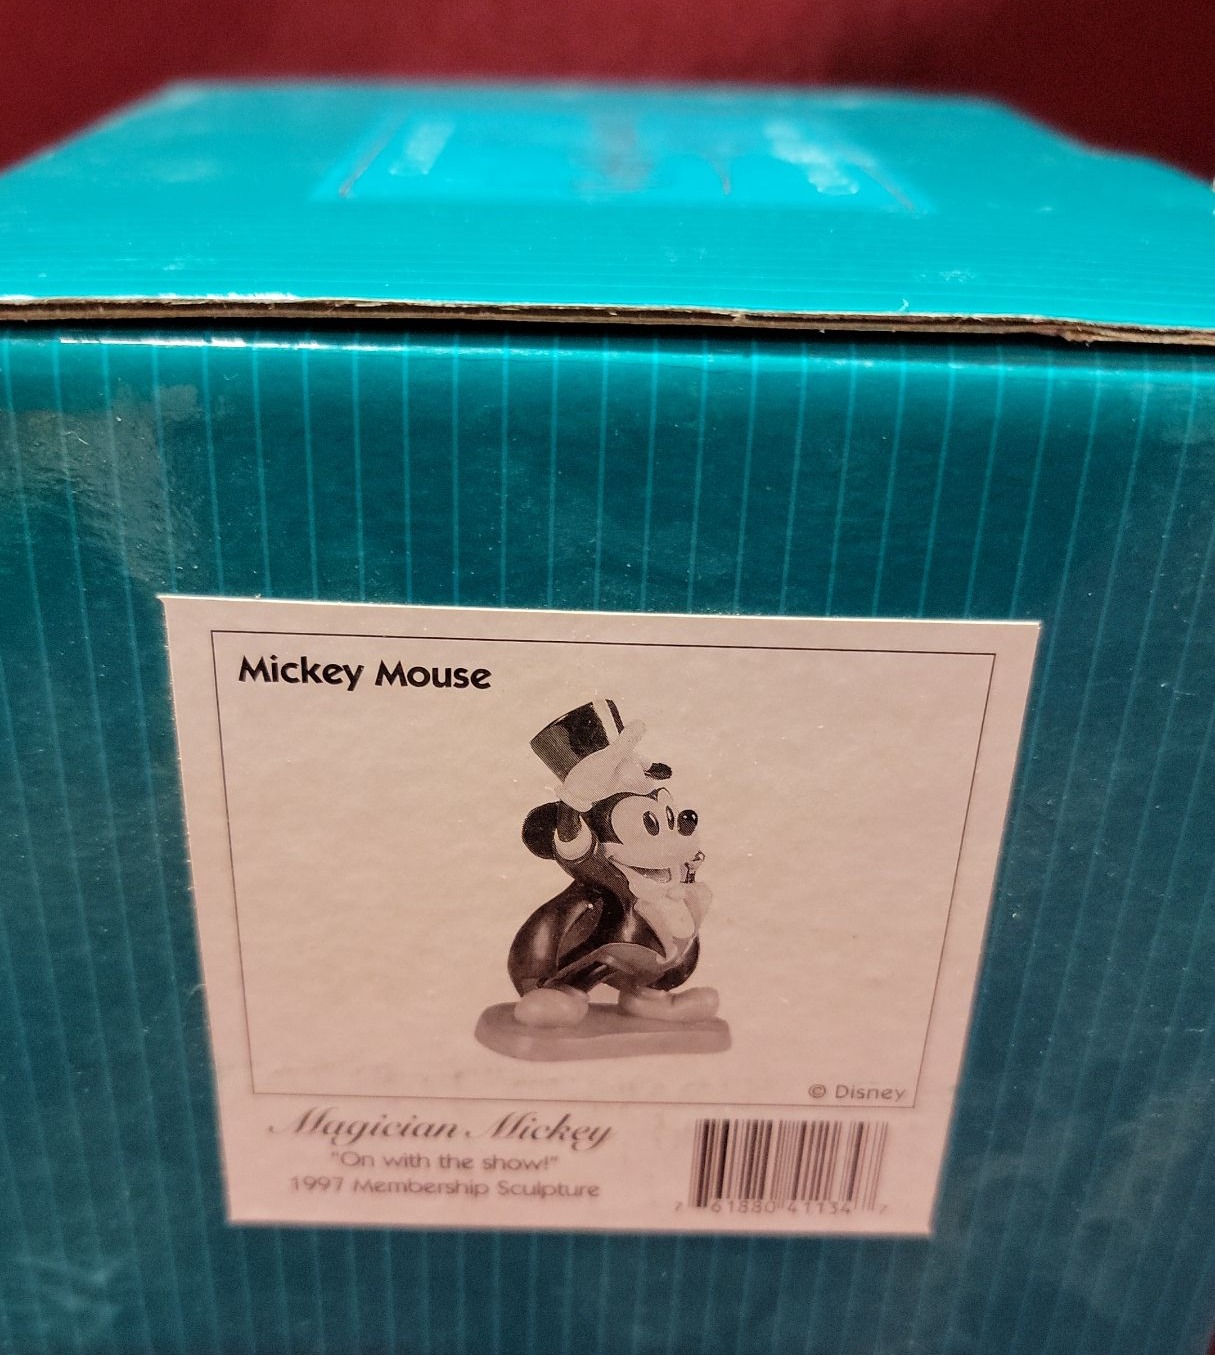 Mickey Mouse
© Disney
Magician Mickey
"On with the show!"
1997 Membership Sculpture
7 61880 41134 7